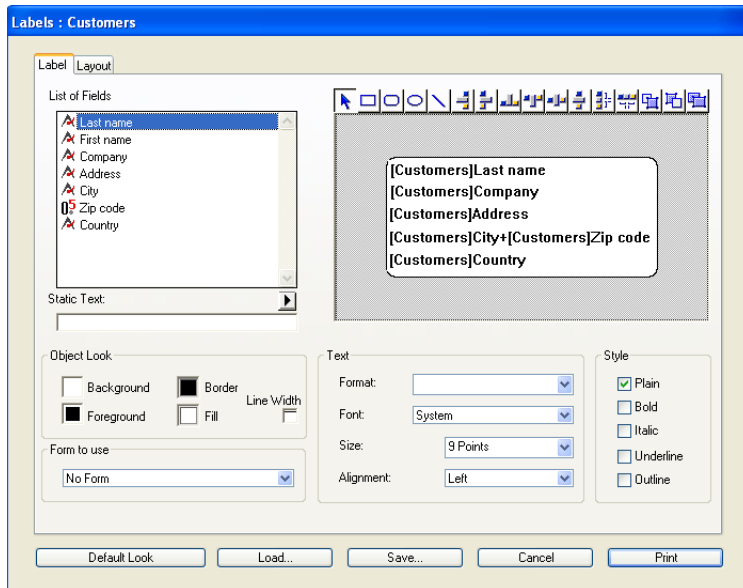 Labels : Customers
Label Layout
List of Fields
Last name
First name
Company
Address
City
0.5 Zip code
Country
Static Text:
[Customers]Last name
[Customers]Company
[Customers]Address
[Customers]City+[Customers]Zip code
[Customers]Country
Object Look
Background
Border
Line Width
Foreground
Fill
Form to use
No Form
Text
Format:
Font: System
Size: 9 Points
Alignment: Left
Style
Plain
Bold
Italic
Underline
Outline
Default Look Load... Save... Cancel Print